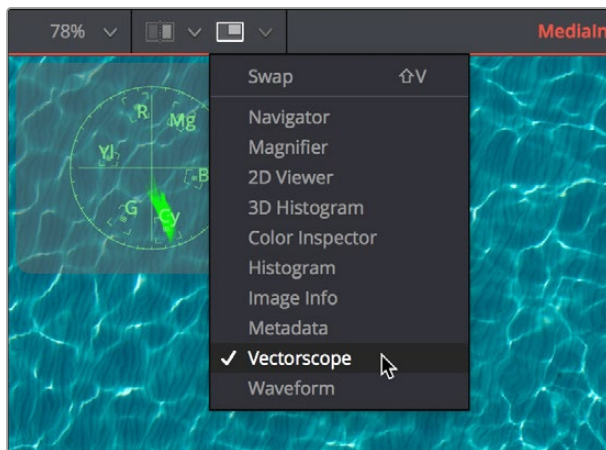 78%
MediaIn
Swap ⇧V
Navigator
R
Mg
Magnifier
Yl
2D Viewer
B
3D Histogram
G
Cy
Color Inspector
Histogram
Image Info
Metadata
✓ Vectorscope
Waveform